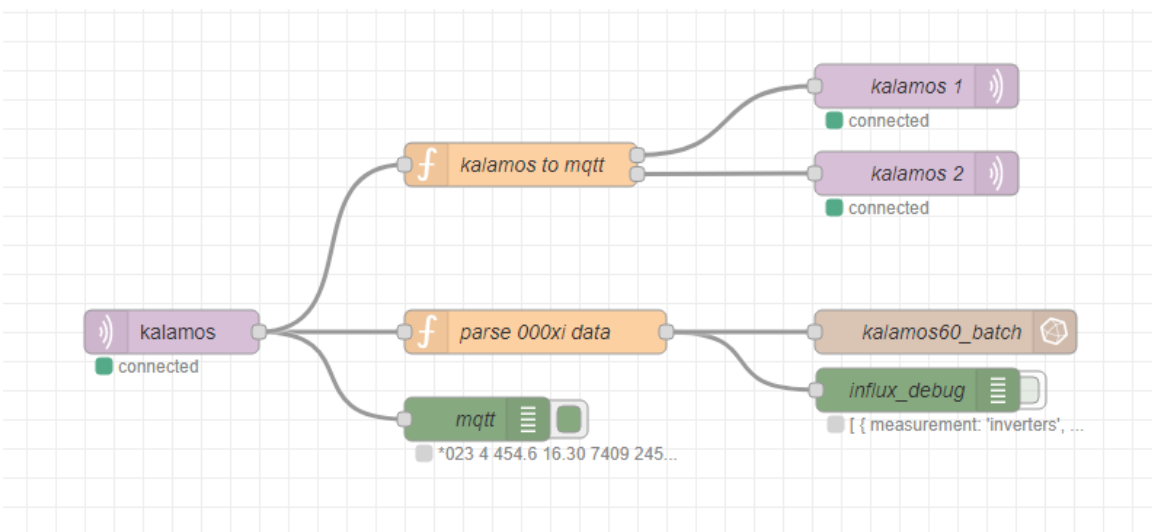 kalamos 1
connected
kalamos to mqtt
kalamos 2
connected
kalamos
connected
parse 000xi data
kalamos60_batch
influx_debug
[ { measurement: 'inverters', ...
mqtt
*023 4 454.6 16.30 7409 245...